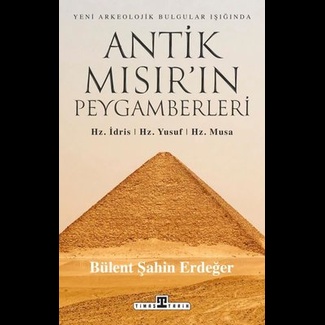 YENİ ARKEOLOJİK BULGULAR IŞIĞINDA
ANTİK
MISIR'IN
PEYGAMBERLERİ
Hz. İdris | Hz. Yusuf | Hz. Musa
Bülent Şahin Erdeğer
TİMAŞ TARİH